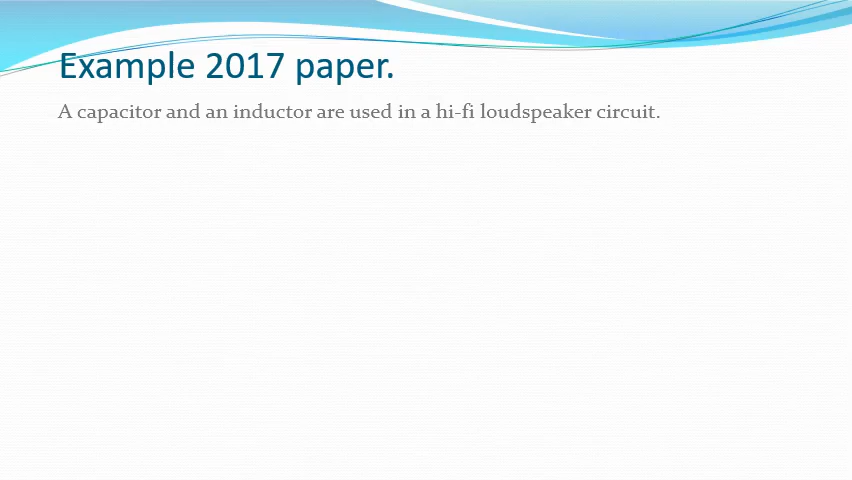 Example 2017 paper.
A capacitor and an inductor are used in a hi-fi loudspeaker circuit.